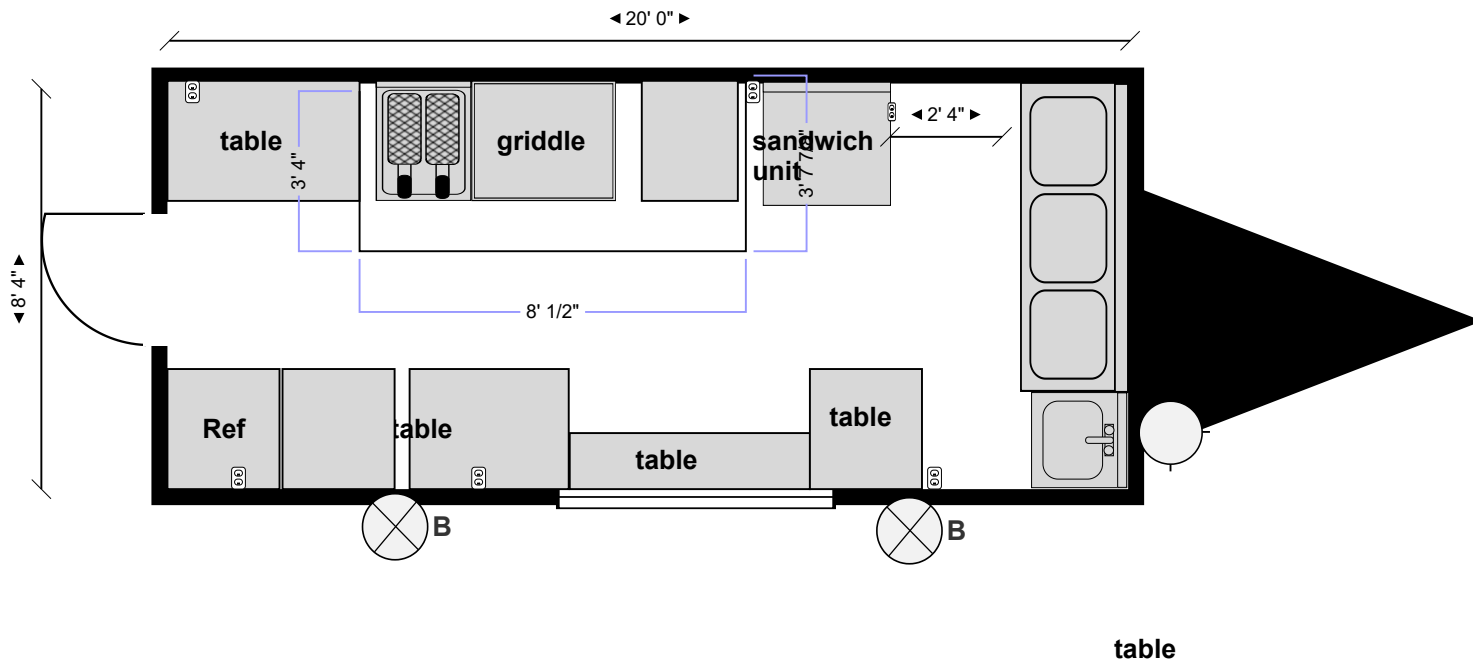 ◄ 20' 0" ►
table
griddle
sandwich
unit
◄ 2' 4" ►
3' 4"
3' 7 7/8"
◄ 8' 4" ►
8' 1/2"
Ref
table
table
table
B
B
table